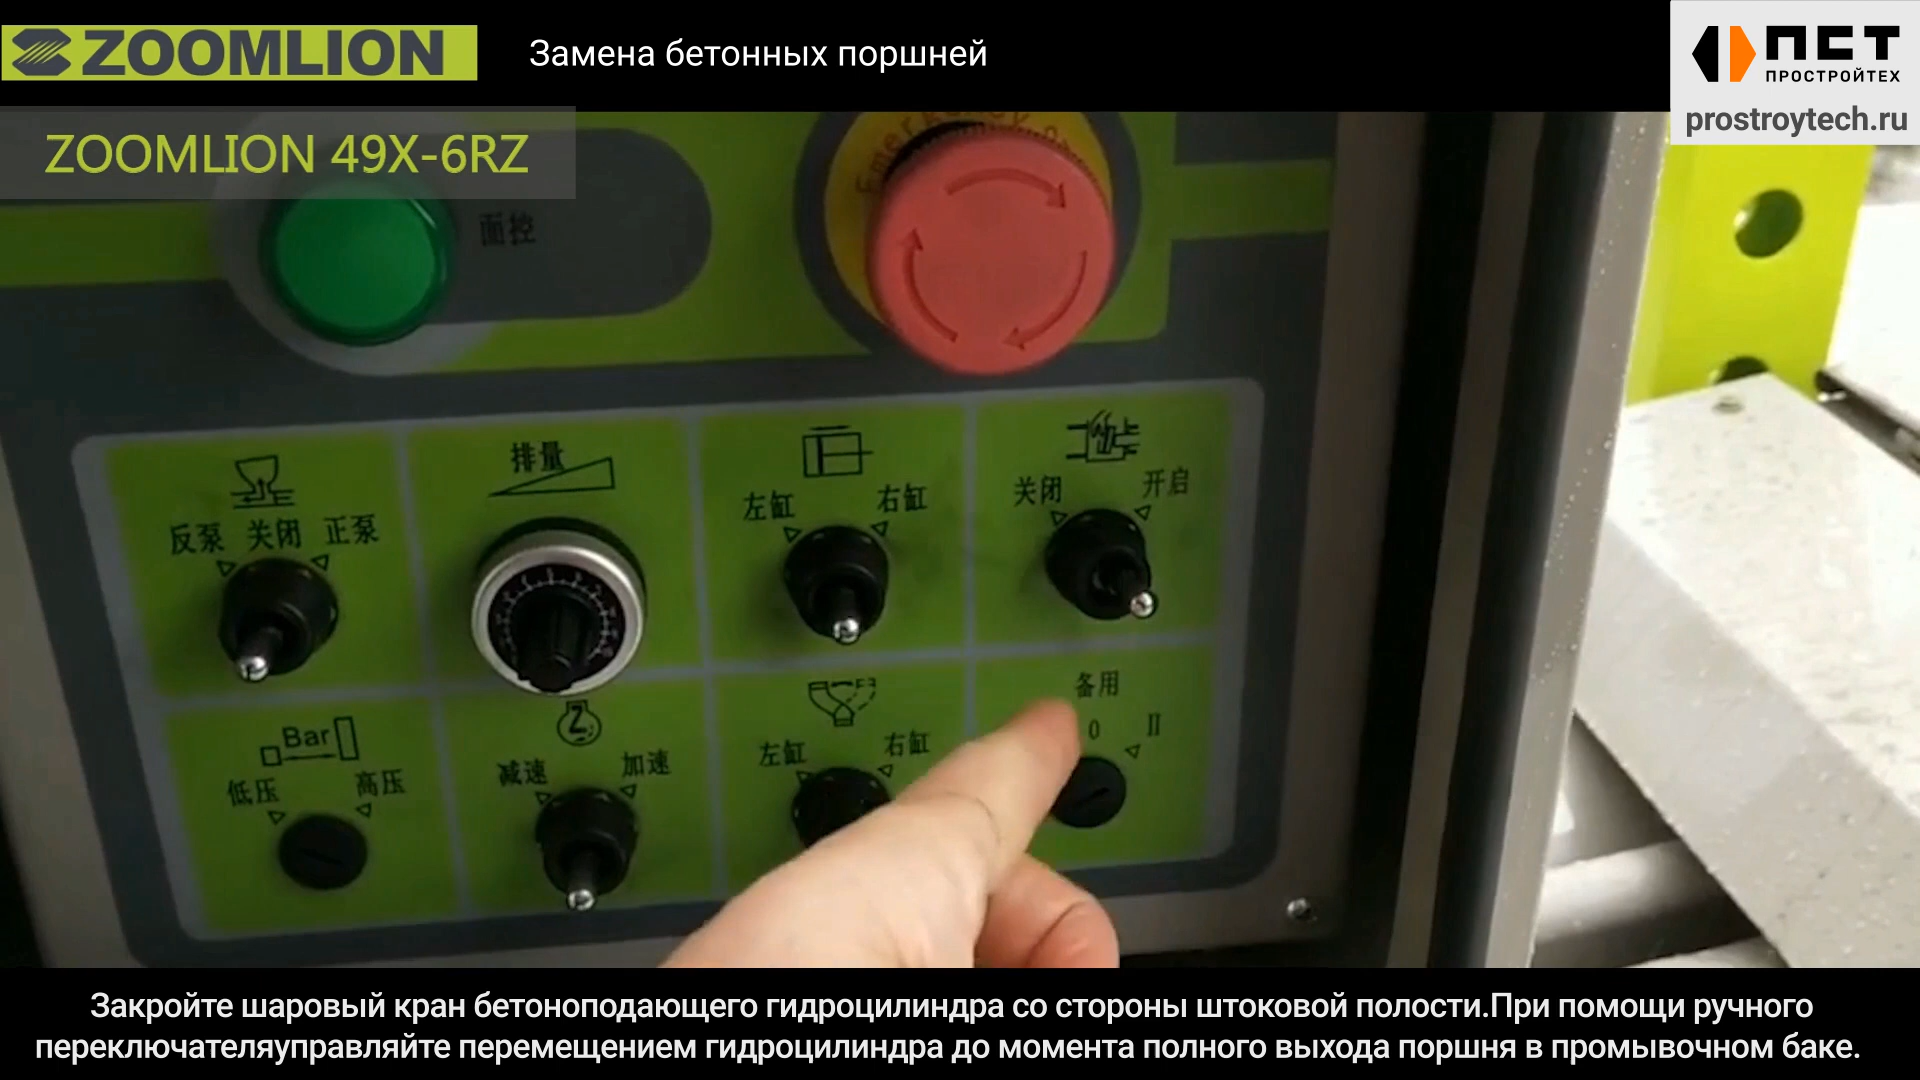 ZOOMLION
Замена бетонных поршней
ПСТ
ПРОСТРОЙТЕХ
prostroytech.ru
ZOOMLION 49X-6RZ
面控
排量
反泵 关闭 正泵
左缸 右缸
关闭 开启
Bar
低压 高压
Z
减速 加速
左缸 右缸
备用
0 II
Закройте шаровый кран бетоноподающего гидроцилиндра со стороны штоковой полости.При помощи ручного
переключателяуправляйте перемещением гидроцилиндра до момента полного выхода поршня в промывочном баке.